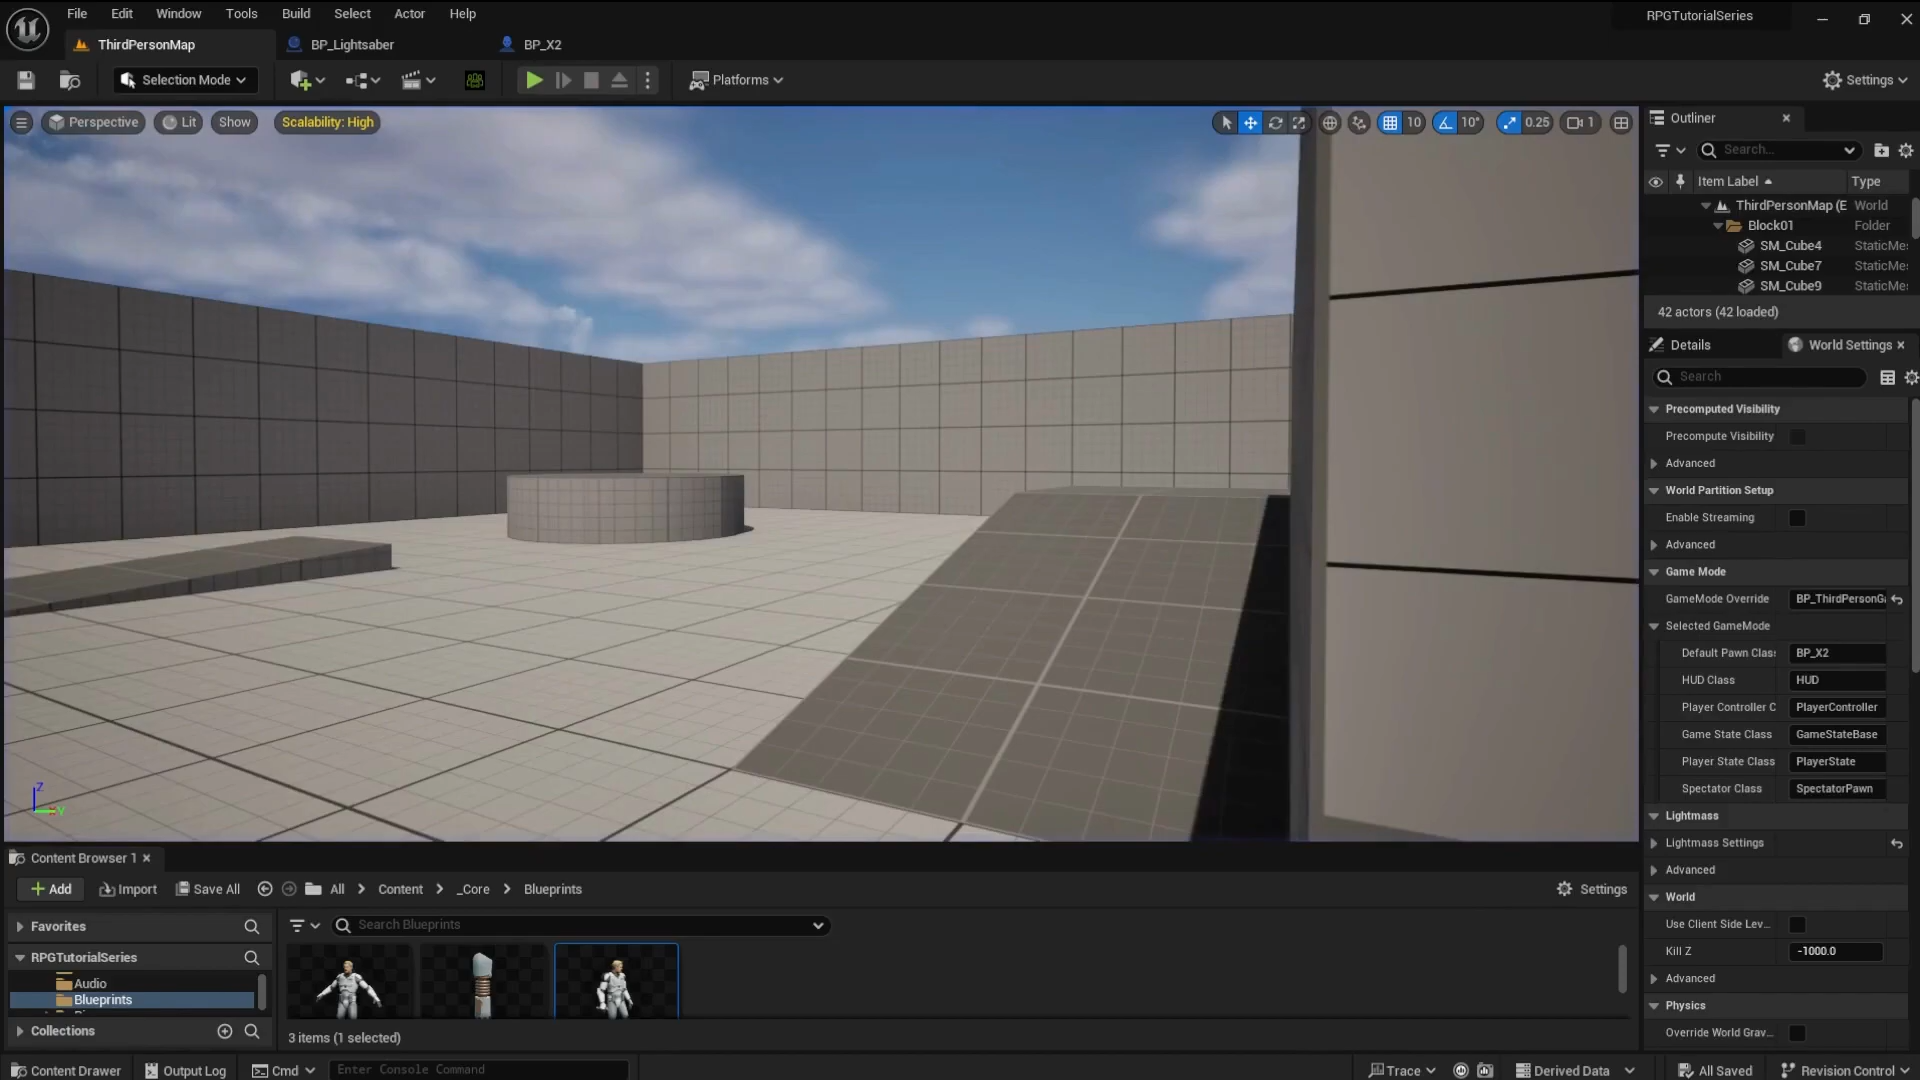 File Edit Window Tools Build Select Actor Help
RPGTutorialSeries
ThirdPersonMap
BP_Lightsaber
BP_X2
Selection Mode
Platforms
Settings
Perspective
Lit
Show
Scalability: High
10
10°
0.25
1
Outliner
Search...
Item Label
Type
ThirdPersonMap (E World
Block01 Folder
SM_Cube4 StaticMe
SM_Cube7 StaticMe
SM_Cube9 StaticMe
42 actors (42 loaded)
Details
World Settings
Search
Precomputed Visibility
Precompute Visibility
Advanced
World Partition Setup
Enable Streaming
Advanced
Game Mode
GameMode Override BP_ThirdPersonG
Selected GameMode
Default Pawn Clas BP_X2
HUD Class HUD
Player Controller C PlayerController
Game State Class GameStateBase
Player State Class PlayerState
Spectator Class SpectatorPawn
Lightmass
Lightmass Settings
Advanced
World
Use Client Side Lev...
Kill Z -1000.0
Advanced
Physics
Override World Grav...
Z
Y
Content Browser 1
Add
Import
Save All
All > Content > _Core > Blueprints
Settings
Favorites
Search Blueprints
RPGTutorialSeries
Audio
Blueprints
Collections
3 items (1 selected)
Content Drawer
Output Log
Cmd
Enter Console Command
Trace
Derived Data
All Saved
Revision Control